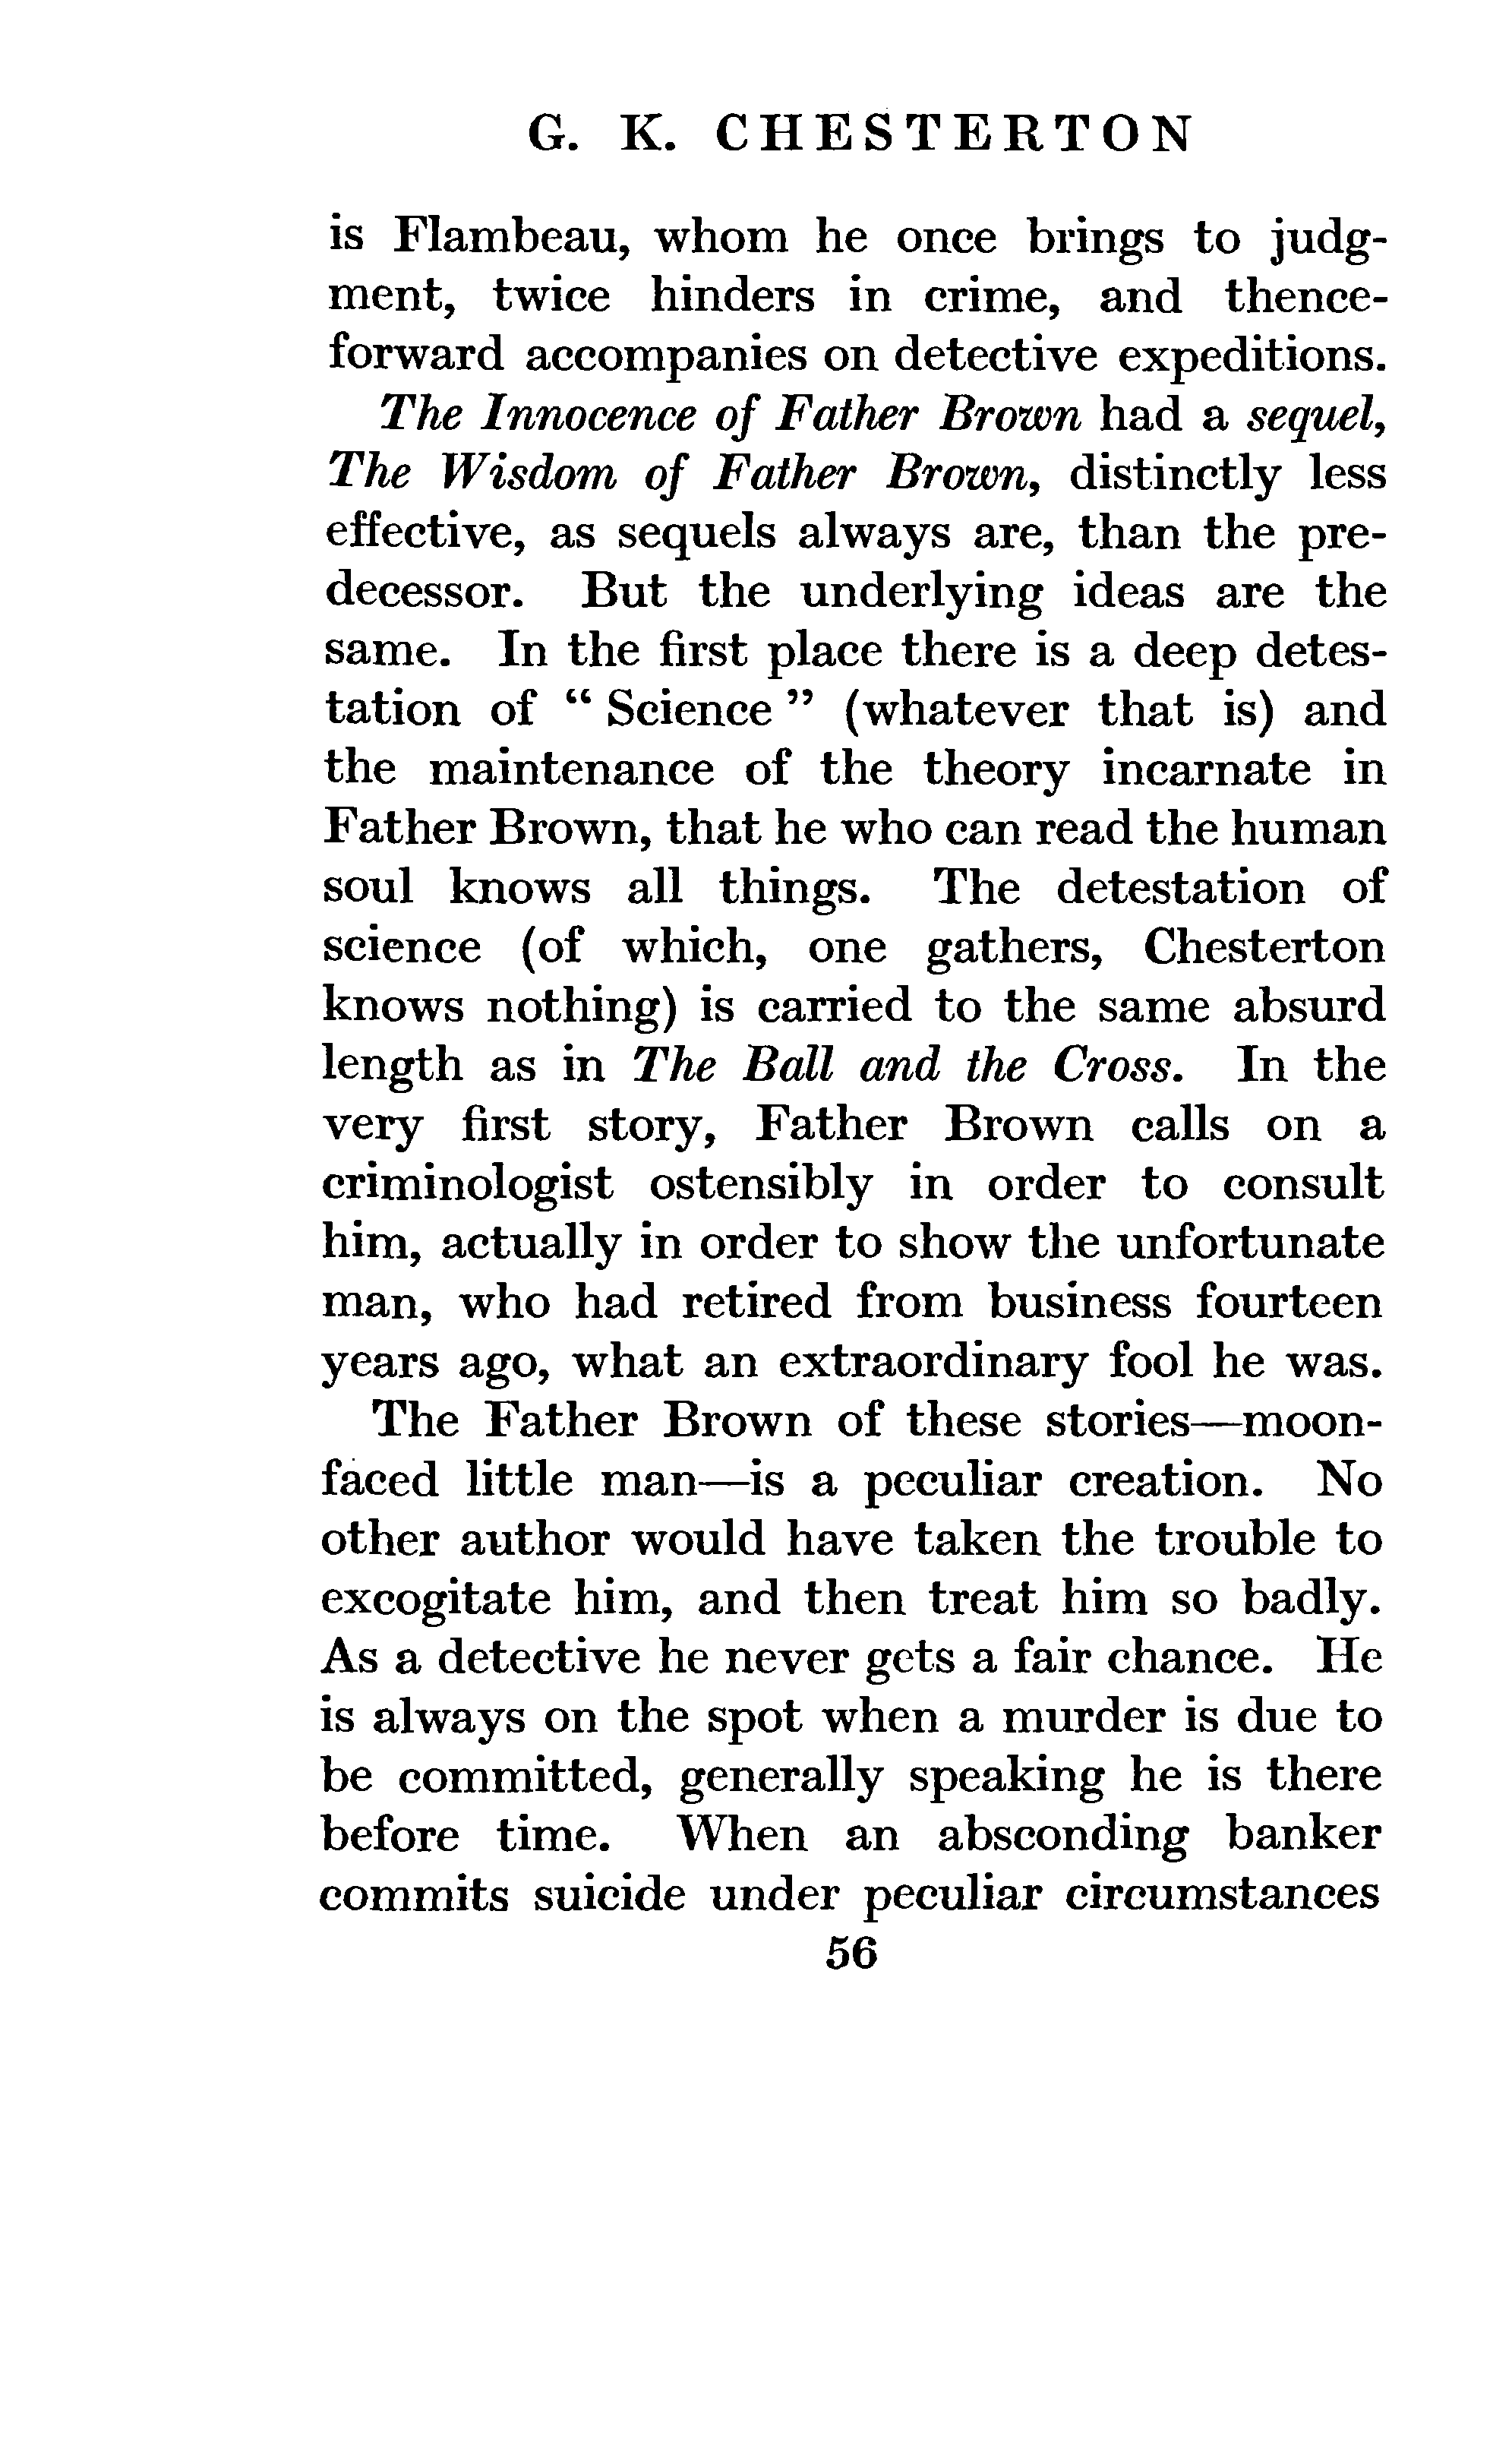 G. K. CHESTERTON
is Flambeau, whom he once brings to judg-
ment, twice hinders in crime, and thence-
forward accompanies on detective expeditions.
The Innocence of Father Brown had a sequel,
The Wisdom of Father Brown, distinctly less
effective, as sequels always are, than the pre-
decessor. But the underlying ideas are the
same. In the first place there is a deep detes-
tation of “ Science ” (whatever that is) and
the maintenance of the theory incarnate in
Father Brown, that he who can read the human
soul knows all things. The detestation of
science (of which, one gathers, Chesterton
knows nothing) is carried to the same absurd
length as in The Ball and the Cross. In the
very first story, Father Brown calls on a
criminologist ostensibly in order to consult
him, actually in order to show the unfortunate
man, who had retired from business fourteen
years ago, what an extraordinary fool he was.
The Father Brown of these stories—moon-
faced little man—is a peculiar creation. No
other author would have taken the trouble to
excogitate him, and then treat him so badly.
As a detective he never gets a fair chance. He
is always on the spot when a murder is due to
be committed, generally speaking he is there
before time. When an absconding banker
commits suicide under peculiar circumstances
56